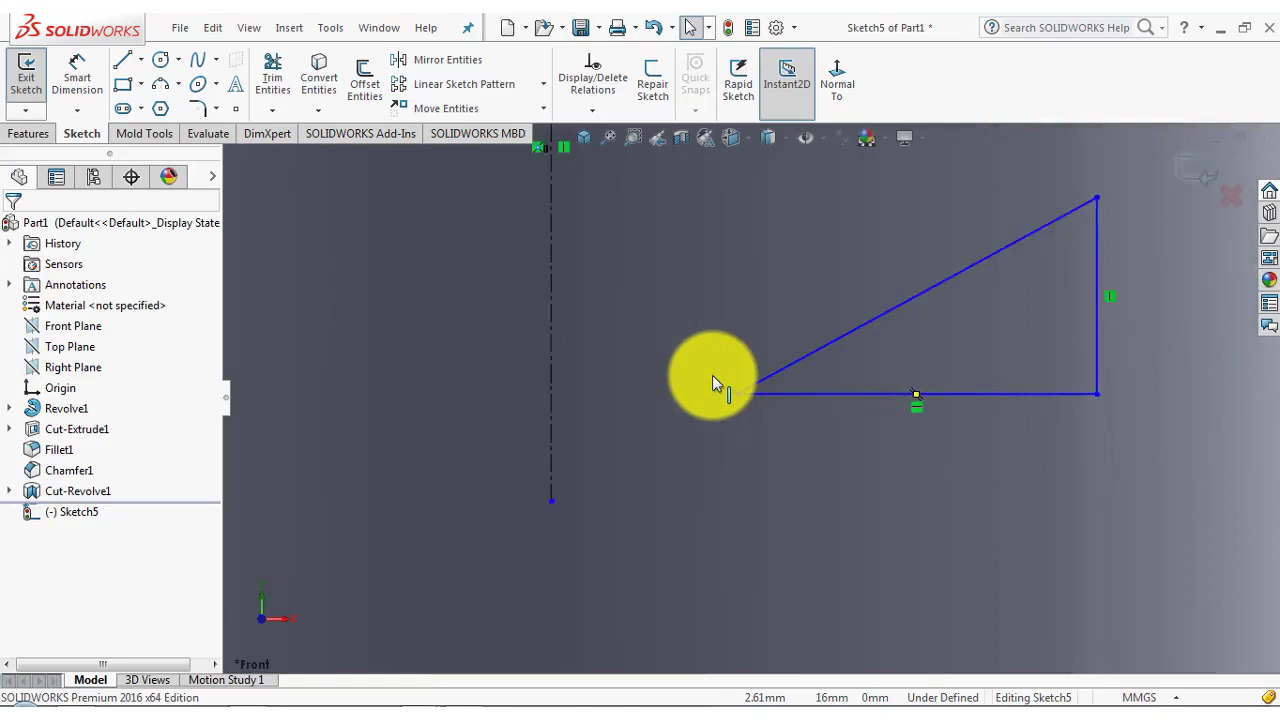 SOLIDWORKS File Edit View Insert Tools Window Help Sketch5 of Part1 * Search SOLIDWORKS Help ?
Exit Sketch
Smart Dimension
Trim Entities
Convert Entities
Offset Entities
Mirror Entities
Linear Sketch Pattern
Move Entities
Display/Delete Relations
Repair Sketch
Quick Snaps
Rapid Sketch
Instant2D
Normal To
Features Sketch Mold Tools Evaluate DimXpert SOLIDWORKS Add-Ins SOLIDWORKS MBD
Part1 (Default<<Default>_Display State
History
Sensors
Annotations
Material <not specified>
Front Plane
Top Plane
Right Plane
Origin
Revolve1
Cut-Extrude1
Fillet1
Chamfer1
Cut-Revolve1
(-) Sketch5
*Front
Model 3D Views Motion Study 1
SOLIDWORKS Premium 2016 x64 Edition 2.61mm 16mm 0mm Under Defined Editing Sketch5 MMGS